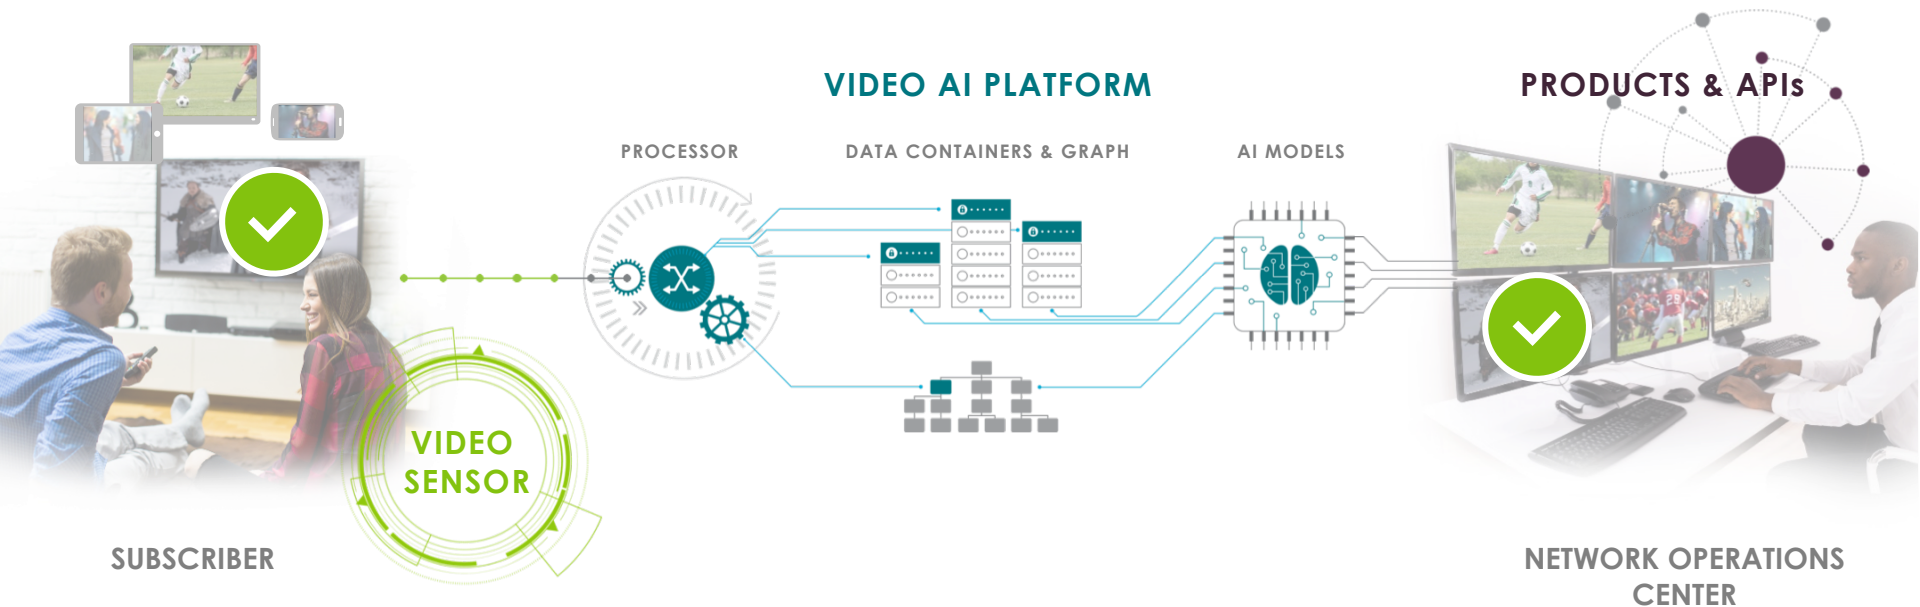 VIDEO AI PLATFORM
PRODUCTS & APIs
PROCESSOR
DATA CONTAINERS & GRAPH
AI MODELS
VIDEO
SENSOR
SUBSCRIBER
NETWORK OPERATIONS
CENTER